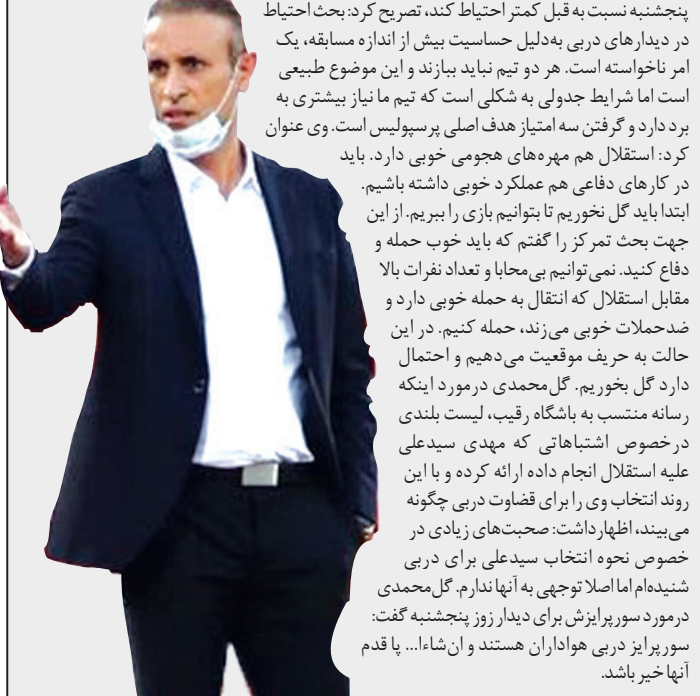 پنجشنبه نسبت به قبل کمتر احتیاط کند، تصریح کرد: بحث احتیاط
در دیدارهای دربی به‌دلیل حساسیت بیش از اندازه مسابقه، یک
امر ناخواسته است. هر دو تیم نباید ببازند و این موضوع طبیعی
است اما شرایط جدولی به شکلی است که تیم ما نیاز بیشتری به
برد دارد و گرفتن سه امتیاز هدف اصلی پرسپولیس است. وی عنوان
کرد: استقلال هم مهره‌های هجومی خوبی دارد. باید
در کارهای دفاعی هم عملکرد خوبی داشته باشیم.
ابتدا باید گل نخوریم تا بتوانیم بازی را ببریم. از این
جهت بحث تمرکز را گفتم که باید خوب حمله و
دفاع کنید. نمی‌توانیم بی‌محابا و تعداد نفرات بالا
مقابل استقلال که انتقال به حمله خوبی دارد و
ضدحملات خوبی می‌زند، حمله کنیم. در این
حالت به حریف موقعیت می‌دهیم و احتمال
دارد گل بخوریم. گل‌محمدی درمورد اینکه
رسانه منتسب به باشگاه رقیب، لیست بلندی
درخصوص اشتباهاتی که مهدی سیدعلی
علیه استقلال انجام داده ارائه کرده و با این
روند انتخاب وی را برای قضاوت دربی چگونه
می‌بیند، اظهارداشت: صحبت‌های زیادی در
خصوص نحوه انتخاب سیدعلی برای دربی
شنیده‌ام اما اصلا توجهی به آنها ندارم. گل‌محمدی
درمورد سورپرایزش برای دیدار روز پنجشنبه گفت:
سورپرایز دربی هواداران هستند و ان‌شاءا... پا قدم
آنها خیر باشد.